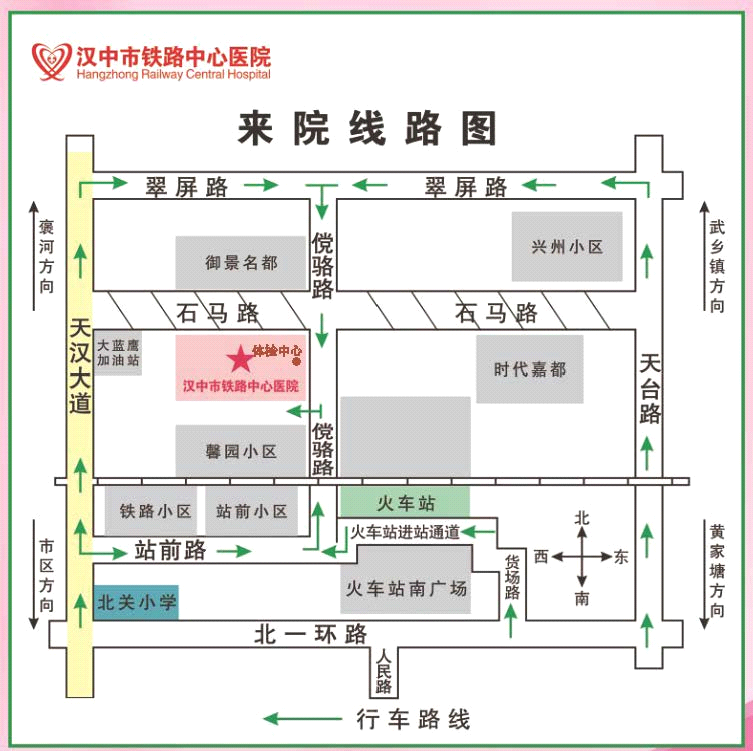 汉中市铁路中心医院
Hangzhong Railway Central Hospital
来院线路图
翠屏路
翠屏路
褒河方向
武乡镇方向
御景名都
傥骆路
兴州小区
石马路
石马路
天汉大道
大蓝鹰
加油站
体检中心
汉中市铁路中心医院
时代嘉都
天台路
馨园小区
傥骆路
铁路小区
站前小区
火车站
火车站进站通道
站前路
市区方向
黄家塘方向
北
西
东
南
货场路
北关小学
火车站南广场
北一环路
人民路
行车路线